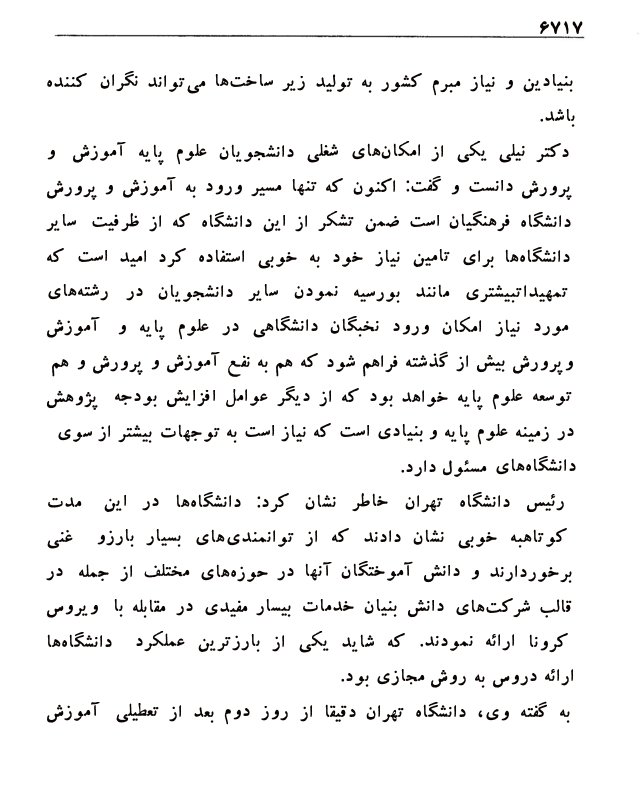 ۶۷۱۷
بنیادین و نیاز مبرم کشور به تولید زیر ساخت‌ها می‌تواند نگران کننده
باشد.
دکتر نیلی یکی از امکان‌های شغلی دانشجویان علوم پایه آموزش و
پرورش دانست و گفت: اکنون که تنها مسیر ورود به آموزش و پرورش
دانشگاه فرهنگیان است ضمن تشکر از این دانشگاه که از ظرفیت سایر
دانشگاه‌ها برای تامین نیاز خود به خوبی استفاده کرد امید است که
تمهیداتبیشتری مانند بورسیه نمودن سایر دانشجویان در رشته‌های
مورد نیاز امکان ورود نخبگان دانشگاهی در علوم پایه و آموزش
وپرورش بیش از گذشته فراهم شود که هم به نفع آموزش و پرورش و هم
توسعه علوم پایه خواهد بود که از دیگر عوامل افزایش بودجه پژوهش
در زمینه علوم پایه و بنیادی است که نیاز است به توجهات بیشتر از سوی
دانشگاه‌های مسئول دارد.
رئیس دانشگاه تهران خاطر نشان کرد: دانشگاه‌ها در این مدت
کوتاهبه خوبی نشان دادند که از توانمندی‌های بسیار بارزو غنی
برخوردارند و دانش آموختگان آنها در حوزه‌های مختلف از جمله در
قالب شرکت‌های دانش بنیان خدمات بیسار مفیدی در مقابله با ویروس
کرونا ارائه نمودند. که شاید یکی از بارزترین عملکرد دانشگاه‌ها
ارائه دروس به روش مجازی بود.
به گفته وی، دانشگاه تهران دقیقا از روز دوم بعد از تعطیلی آموزش